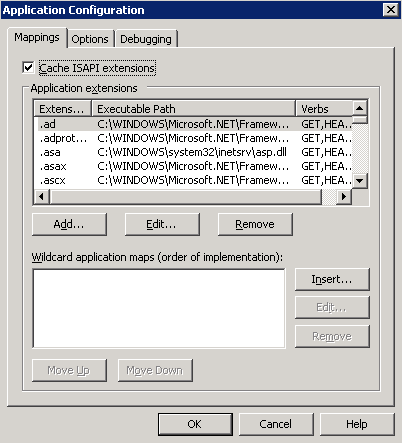 Application Configuration
Mappings Options Debugging
Cache ISAPI extensions
Application extensions
Extens... Executable Path Verbs
.ad C:\WINDOWS\Microsoft.NET\Framew... GET,HEA...
.adprot... C:\WINDOWS\Microsoft.NET\Framew... GET,HEA...
.asa C:\WINDOWS\system32\inetsrv\asp.dll GET,HEA...
.asax C:\WINDOWS\Microsoft.NET\Framew... GET,HEA...
.ascx C:\WINDOWS\Microsoft.NET\Framew... GET,HEA...
Add... Edit... Remove
Wildcard application maps (order of implementation):
Insert...
Edit...
Remove
Move Up Move Down
OK Cancel Help